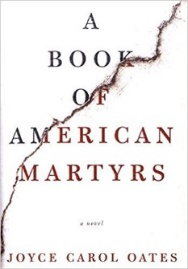 A
BOOK
OF
AMERICAN
MARTYRS
a novel
JOYCE CAROL OATES